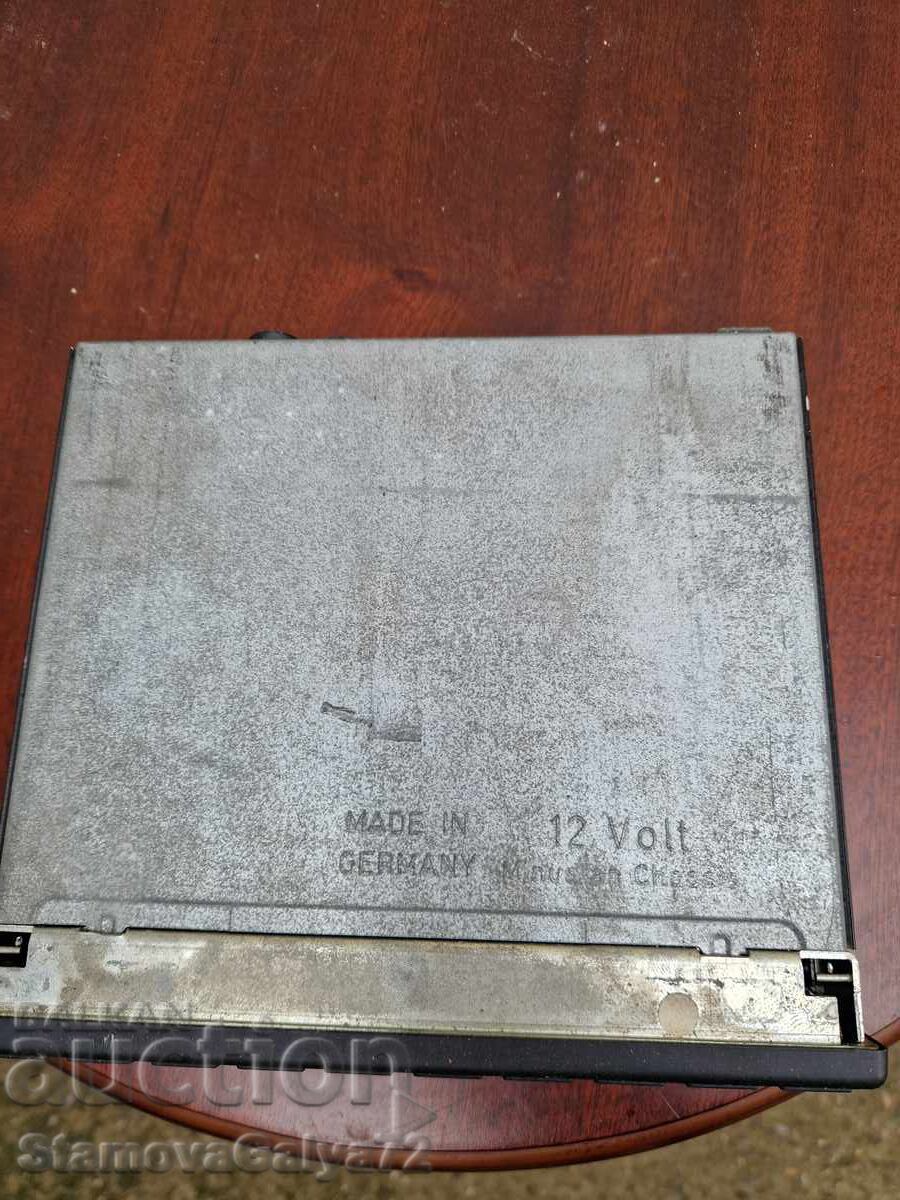 MADE IN 12 Volt
GERMANY Minus an Chassis
BALKAN
auction
StamovaGalya72